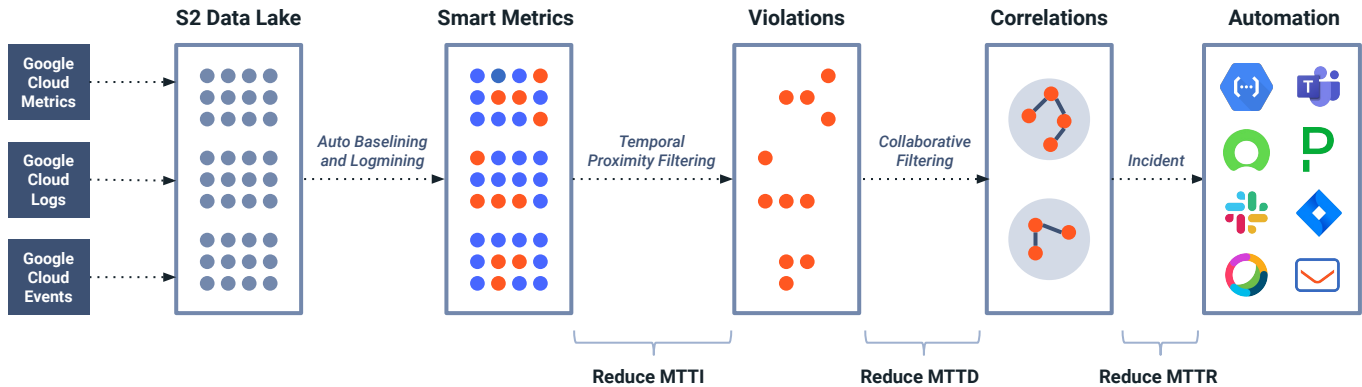 S2 Data Lake
Smart Metrics
Violations
Correlations
Automation
Google
Cloud
Metrics
Google
Cloud
Logs
Google
Cloud
Events
Auto Baselining
and Logmining
Temporal
Proximity Filtering
Collaborative
Filtering
Incident
T
Reduce MTTI
Reduce MTTD
Reduce MTTR